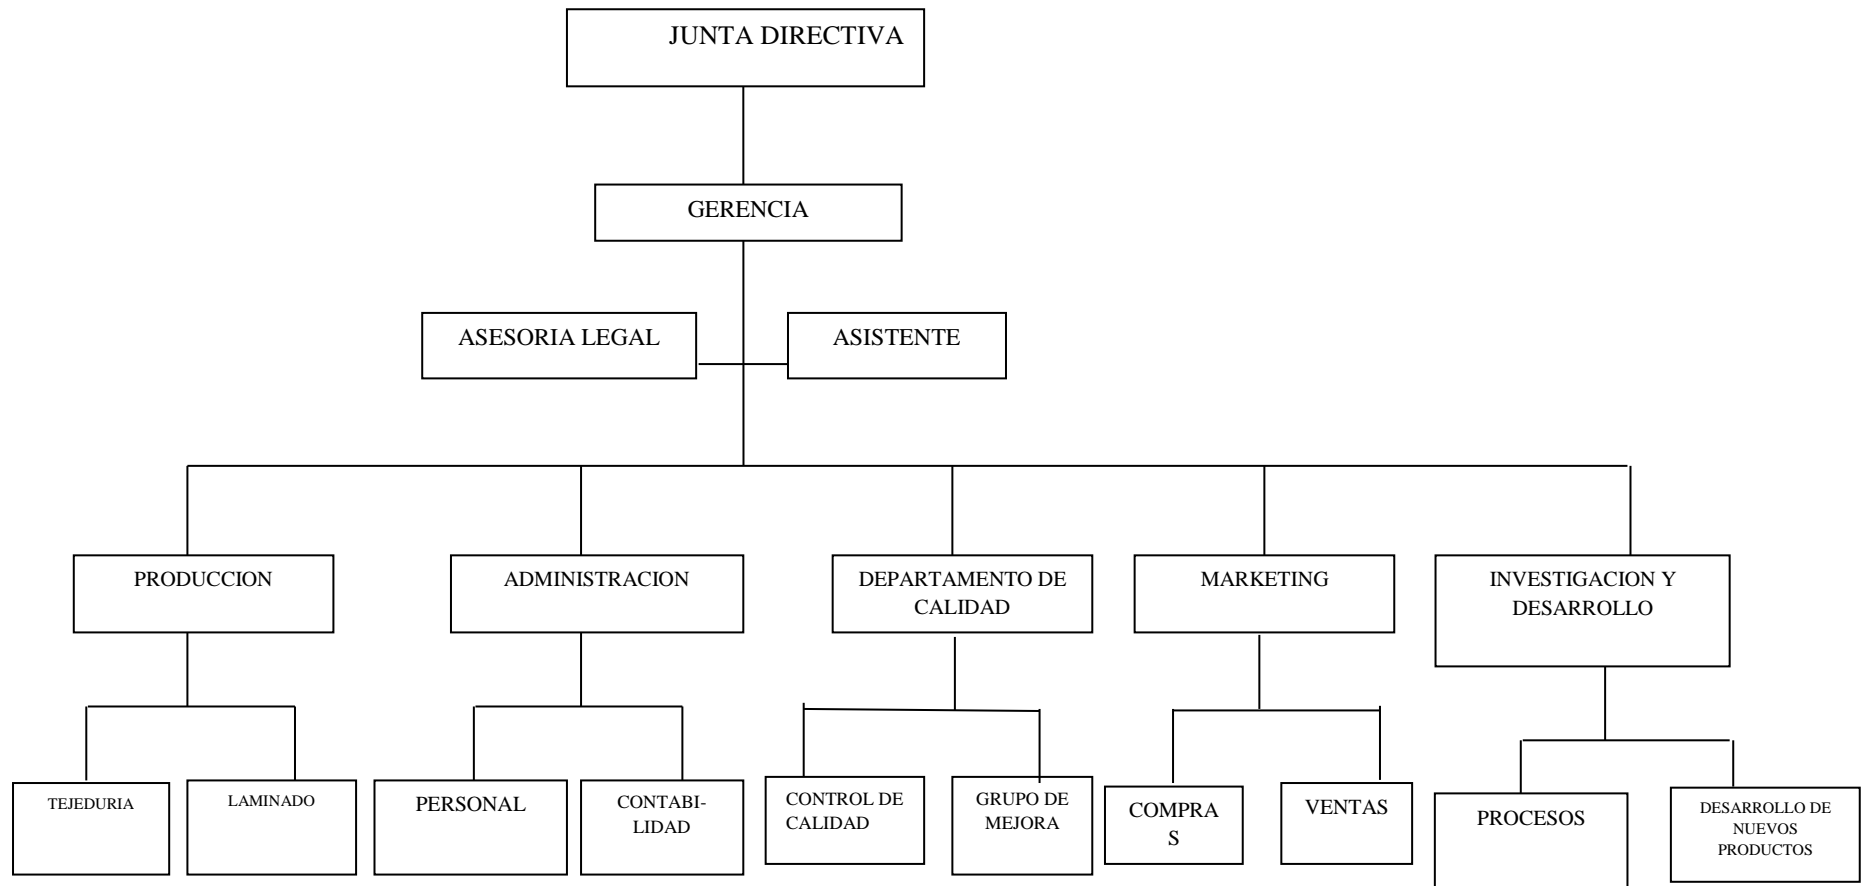 JUNTA DIRECTIVA
GERENCIA
ASESORIA LEGAL
ASISTENTE
PRODUCCION
ADMINISTRACION
DEPARTAMENTO DE
CALIDAD
MARKETING
INVESTIGACION Y
DESARROLLO
TEJEDURIA
LAMINADO
PERSONAL
CONTABI-
LIDAD
CONTROL DE
CALIDAD
GRUPO DE
MEJORA
COMPRA
S
VENTAS
PROCESOS
DESARROLLO DE
NUEVOS
PRODUCTOS